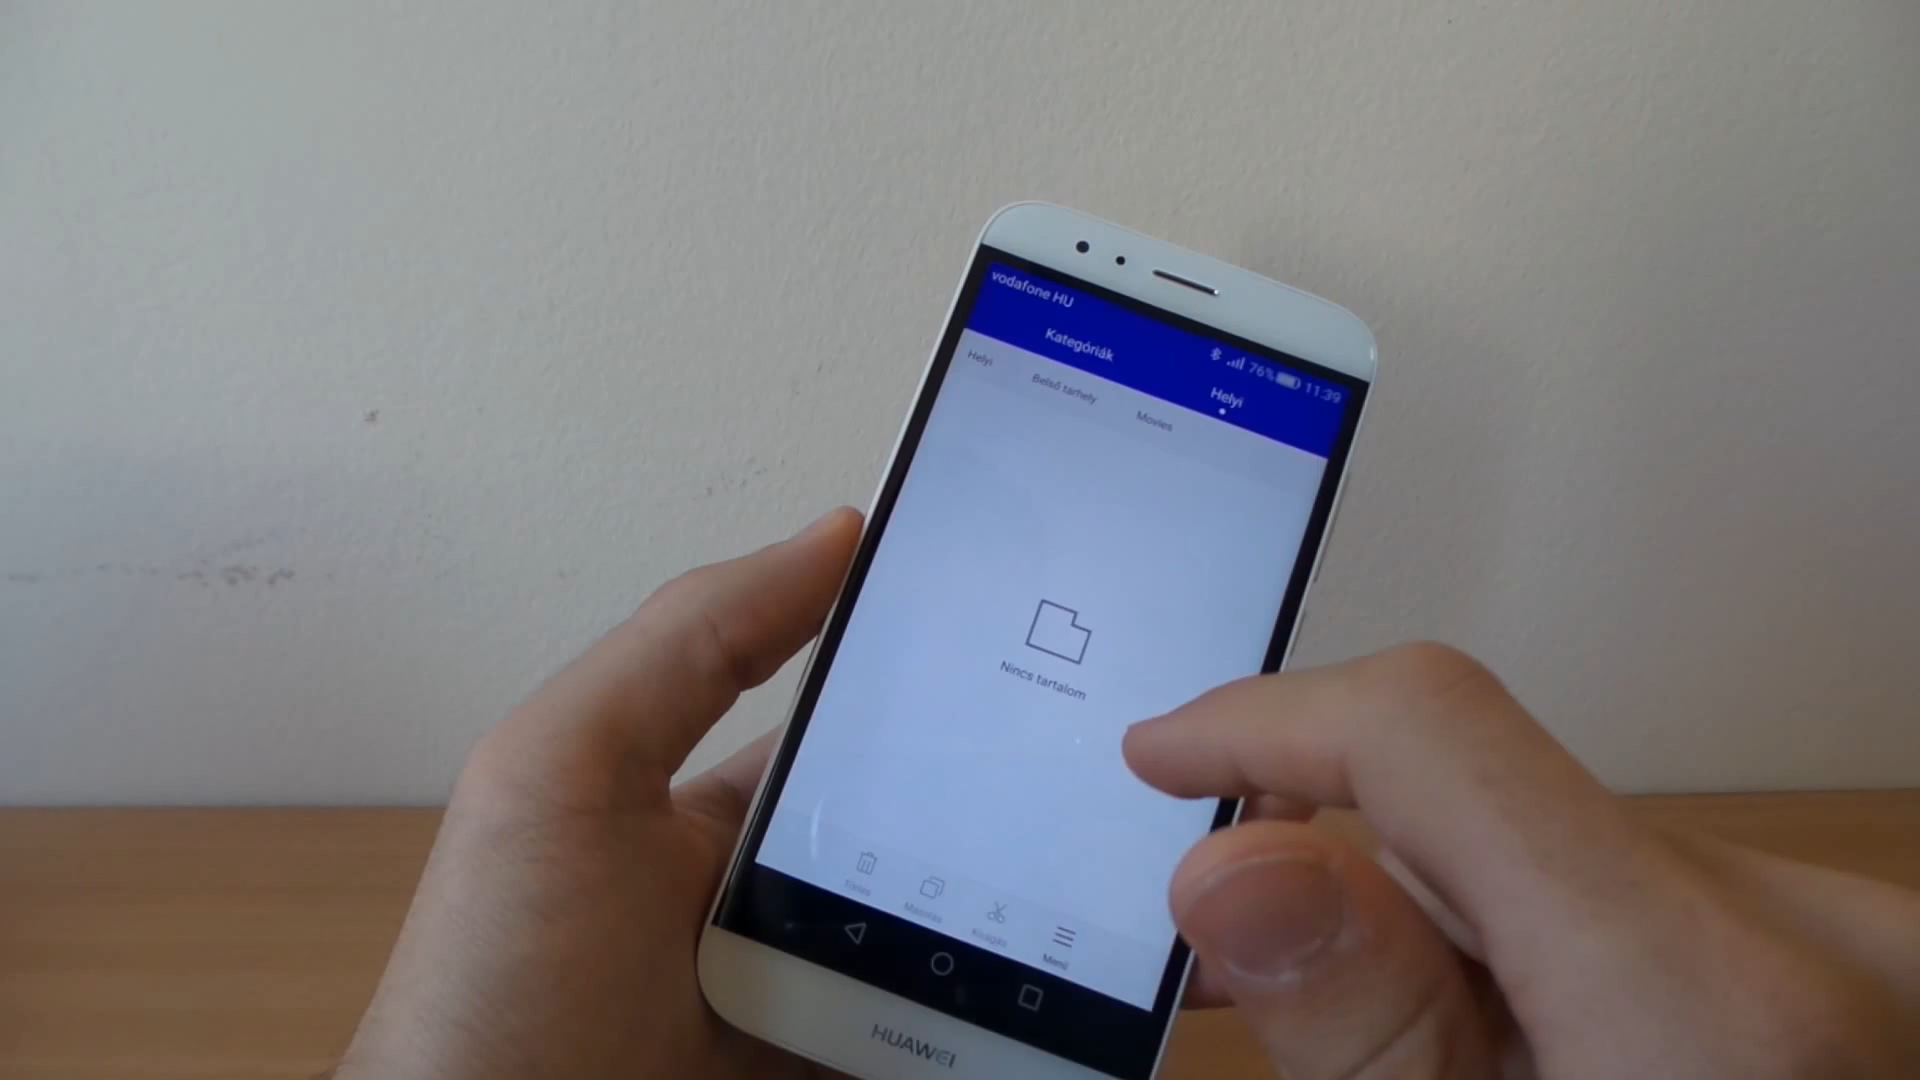 vodafone HU
76% 11:39
Kategóriák
Helyi
Helyi
Belső tárhely
Movies
Nincs tartalom
Törlés
Másolás
Kivágás
Menü
HUAWEI